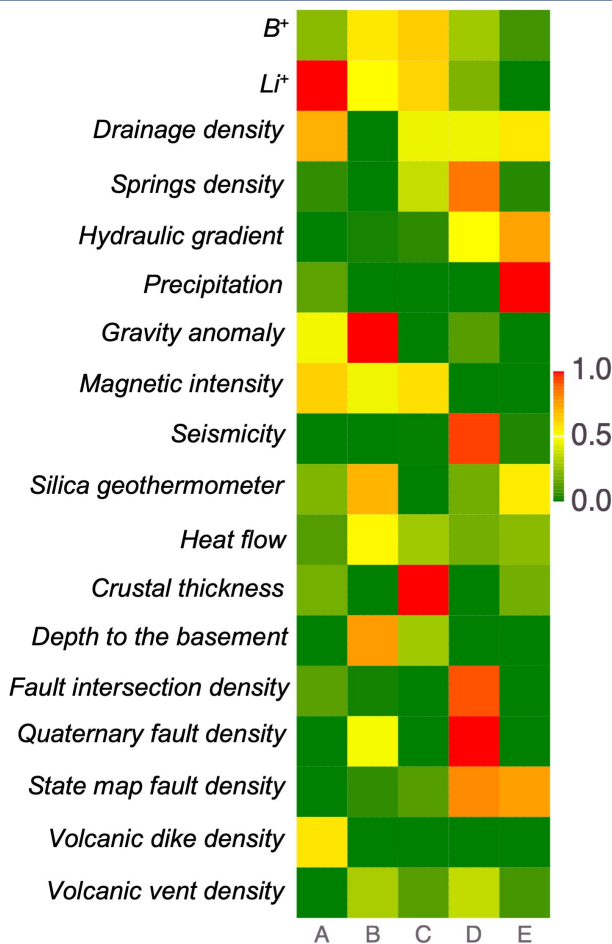 B+
Li+
Drainage density
Springs density
Hydraulic gradient
Precipitation
Gravity anomaly
Magnetic intensity
Seismicity
Silica geothermometer
Heat flow
Crustal thickness
Depth to the basement
Fault intersection density
Quaternary fault density
State map fault density
Volcanic dike density
Volcanic vent density
A B C D E
1.0
0.5
0.0